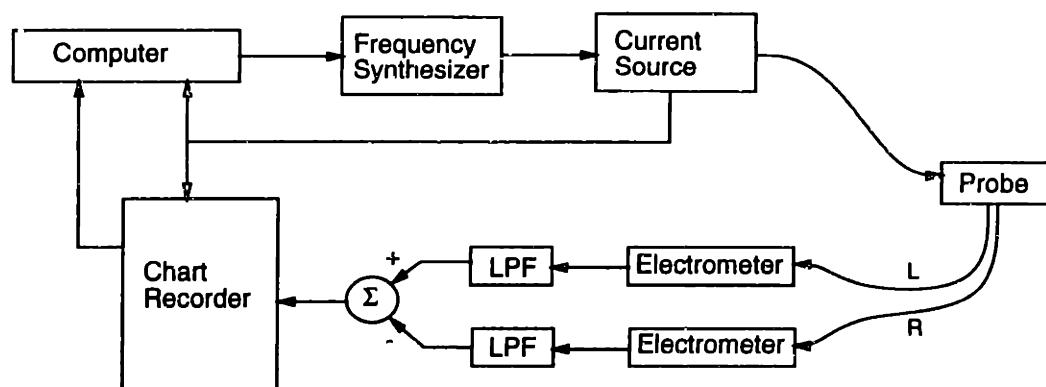 Computer
Frequency
Synthesizer
Current
Source
Probe
Chart
Recorder
+
Σ
-
LPF
Electrometer
L
LPF
Electrometer
R